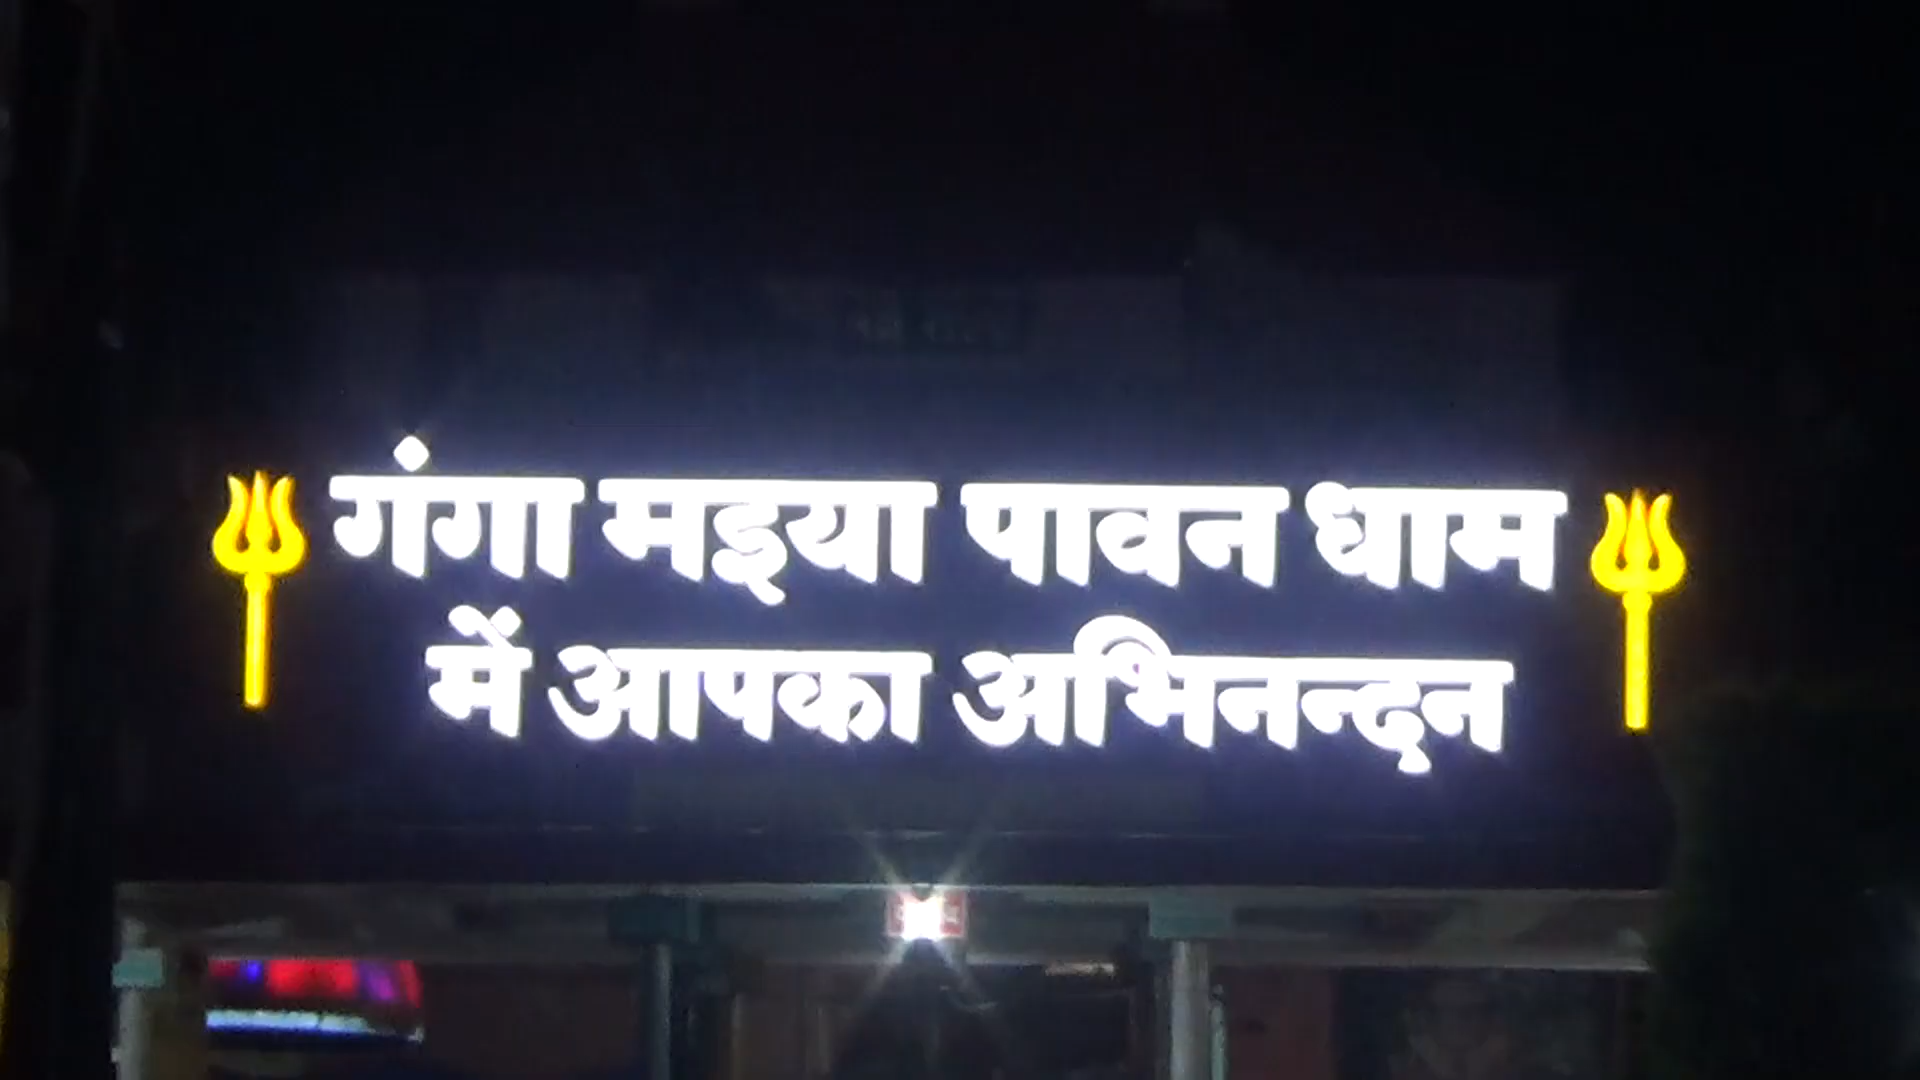 गंगा मइया पावन धाम
में आपका अभिनन्दन